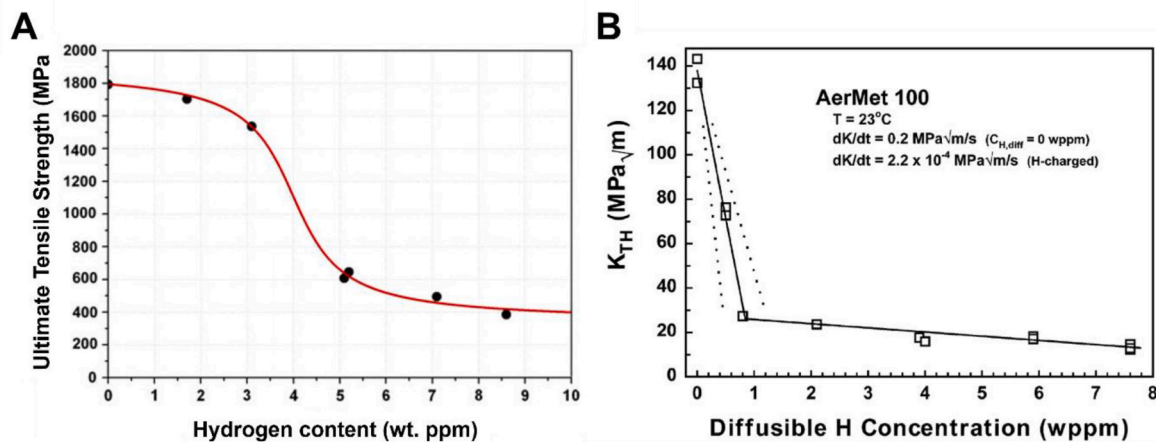 A
Ultimate Tensile Strength (MPa
2000
1800
1600
1400
1200
1000
800
600
400
200
0
0 1 2 3 4 5 6 7 8 9 10
Hydrogen content (wt. ppm)
B
K_TH (MPa√m)
140
120
100
80
60
40
20
0
AerMet 100
T = 23°C
dK/dt = 0.2 MPa√m/s (C_H,diff = 0 wppm)
dK/dt = 2.2 x 10⁻⁴ MPa√m/s (H-charged)
0 1 2 3 4 5 6 7 8
Diffusible H Concentration (wppm)